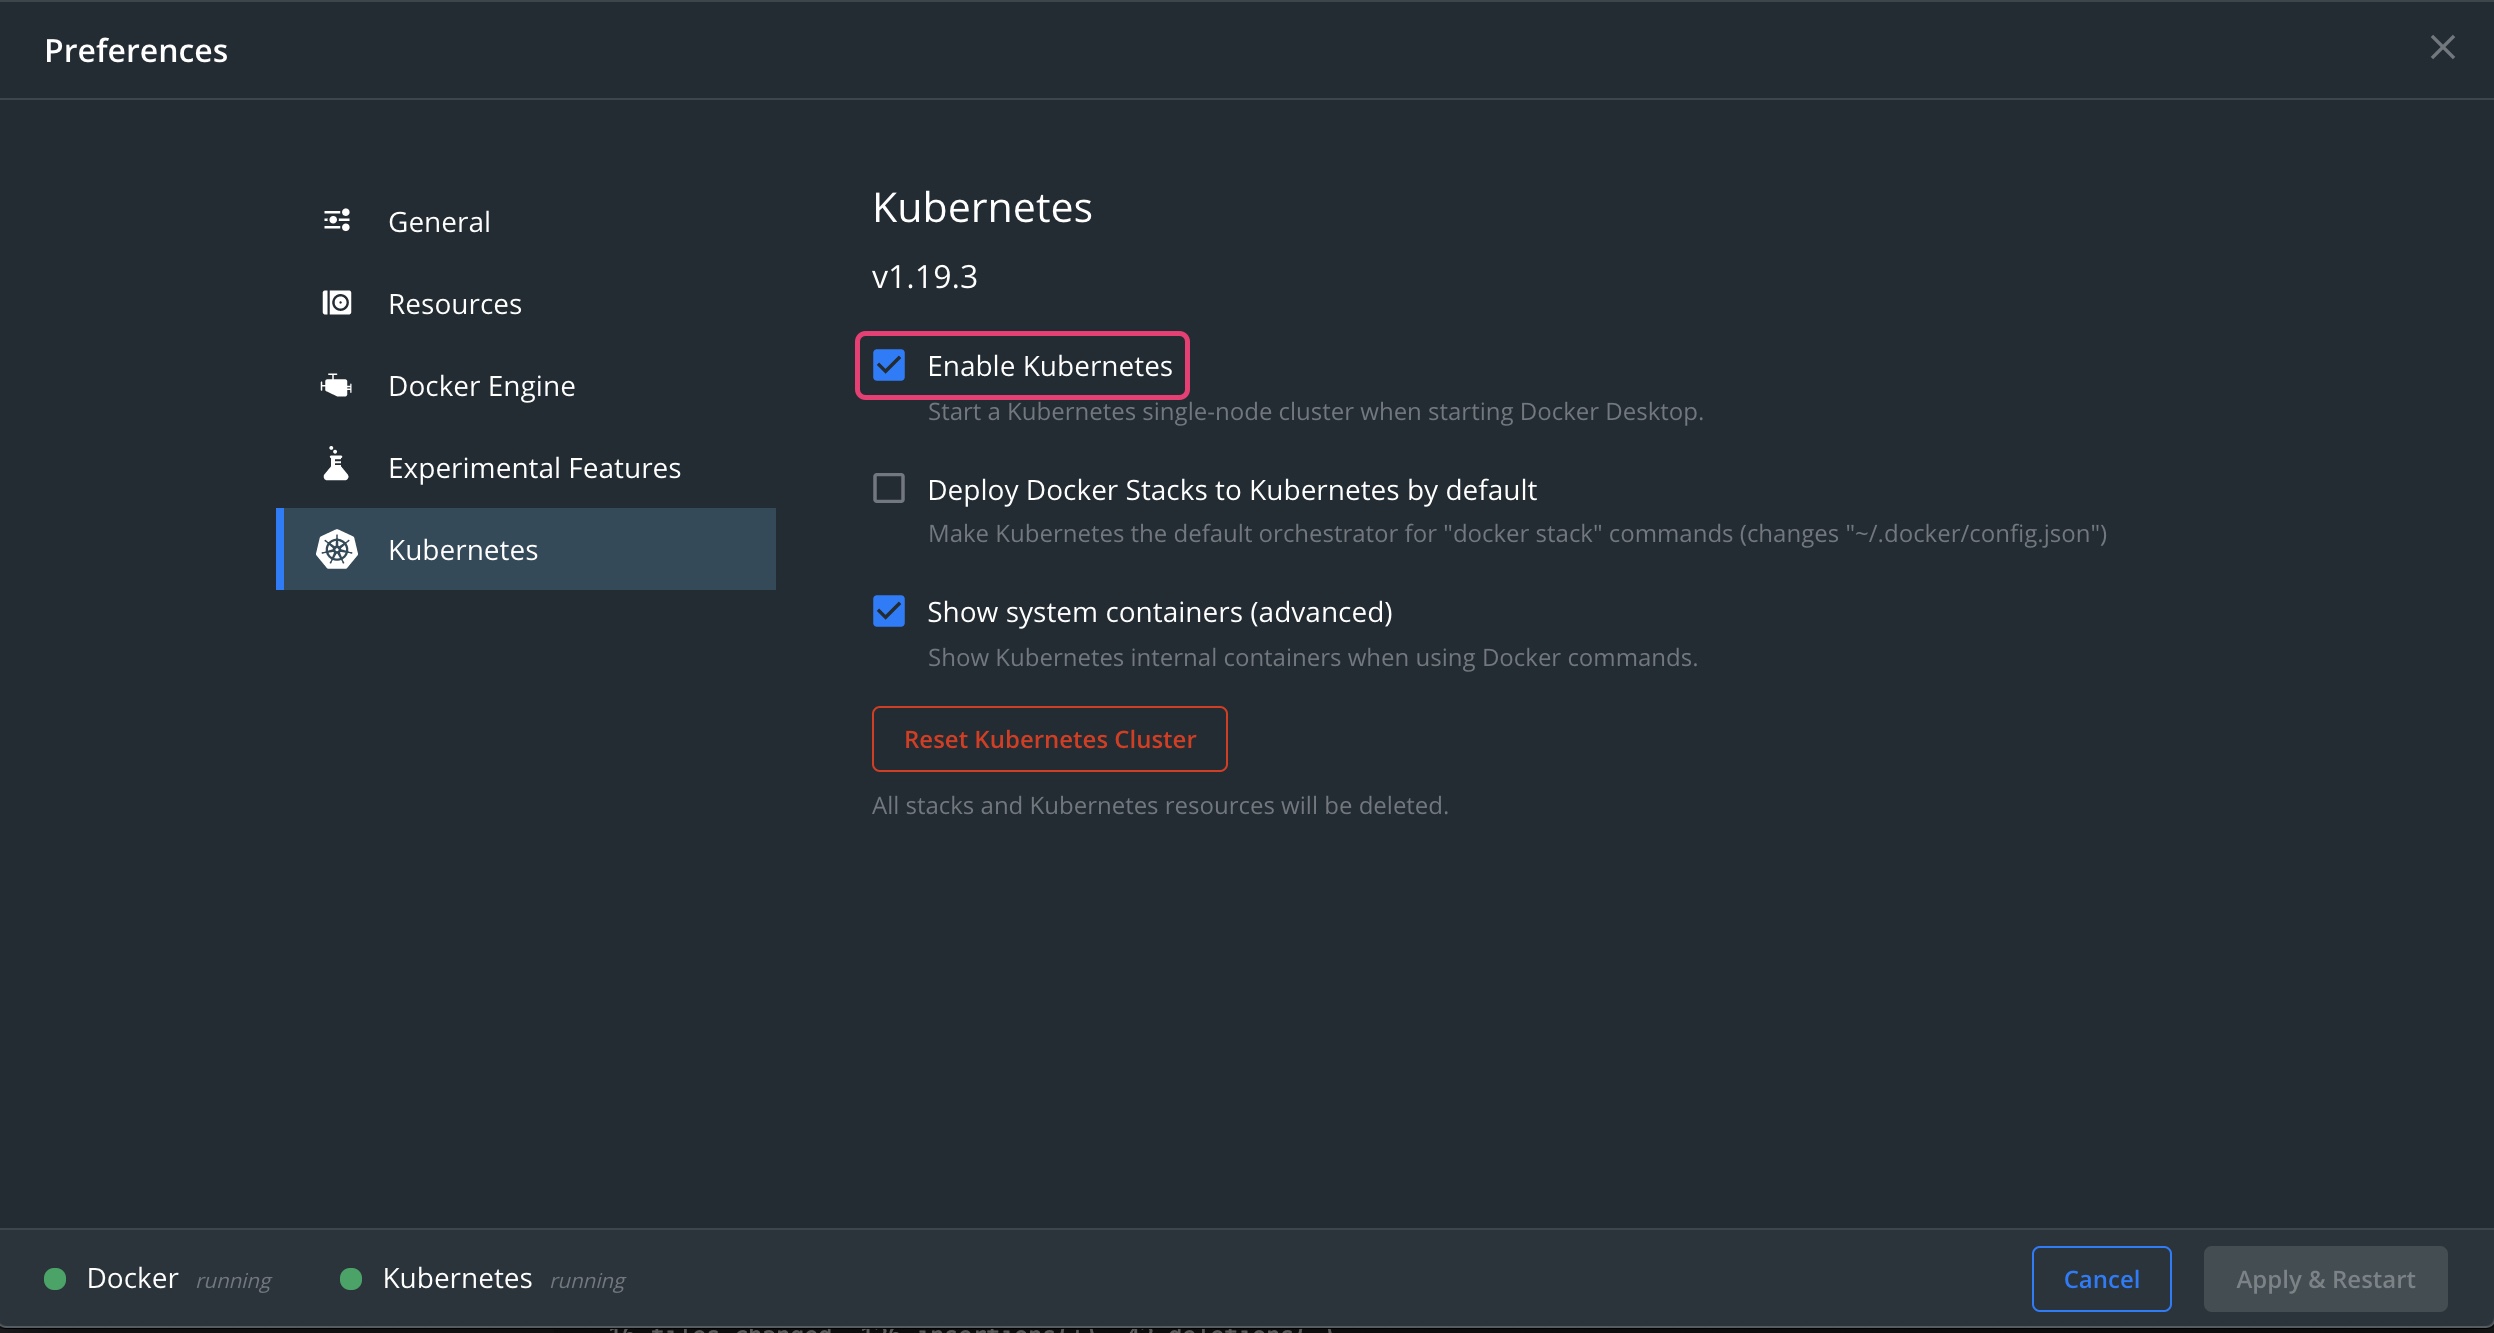 Preferences
General
Resources
Docker Engine
Experimental Features
Kubernetes
Kubernetes
v1.19.3
Enable Kubernetes
Start a Kubernetes single-node cluster when starting Docker Desktop.
Deploy Docker Stacks to Kubernetes by default
Make Kubernetes the default orchestrator for "docker stack" commands (changes "~/.docker/config.json")
Show system containers (advanced)
Show Kubernetes internal containers when using Docker commands.
Reset Kubernetes Cluster
All stacks and Kubernetes resources will be deleted.
Docker running Kubernetes running
Cancel
Apply & Restart